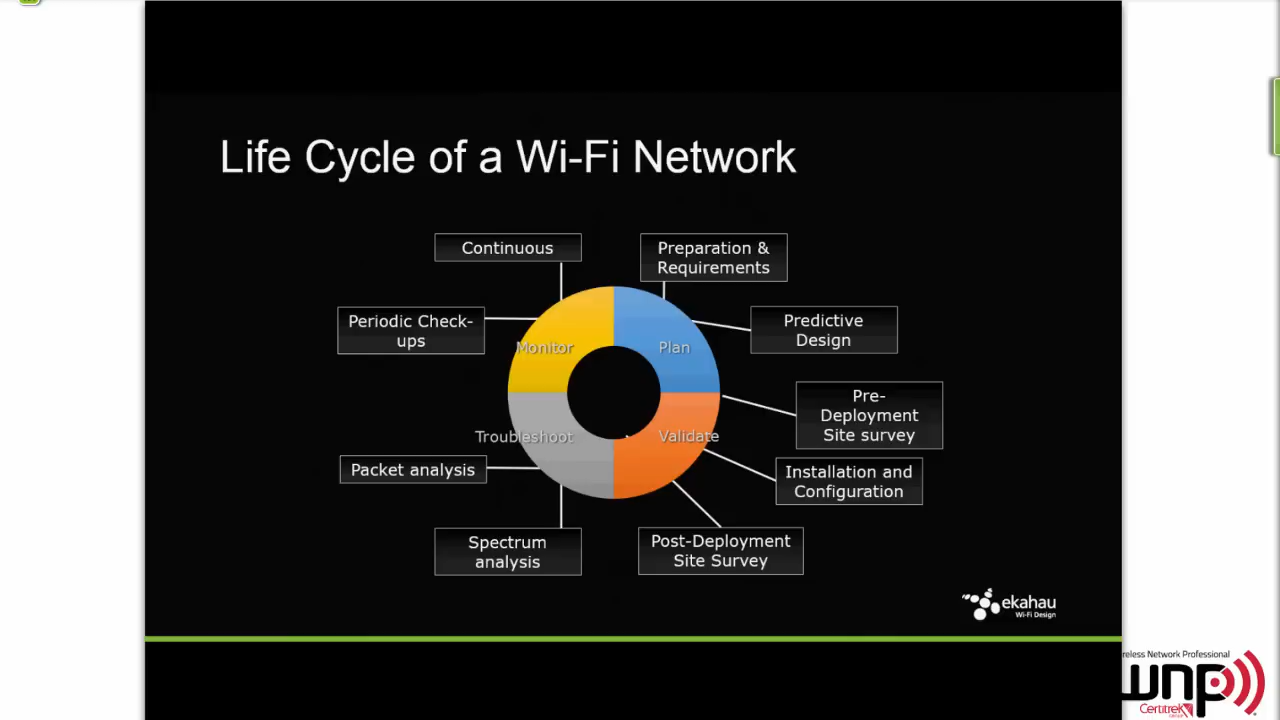 Life Cycle of a Wi-Fi Network
Continuous
Preparation &
Requirements
Periodic Check-
ups
Predictive
Design
Monitor
Plan
Pre-
Deployment
Site survey
Troubleshoot
Validate
Packet analysis
Installation and
Configuration
Spectrum
analysis
Post-Deployment
Site Survey
ekahau
Wi-Fi Design
reless Network Professional
wnp
Certitrek